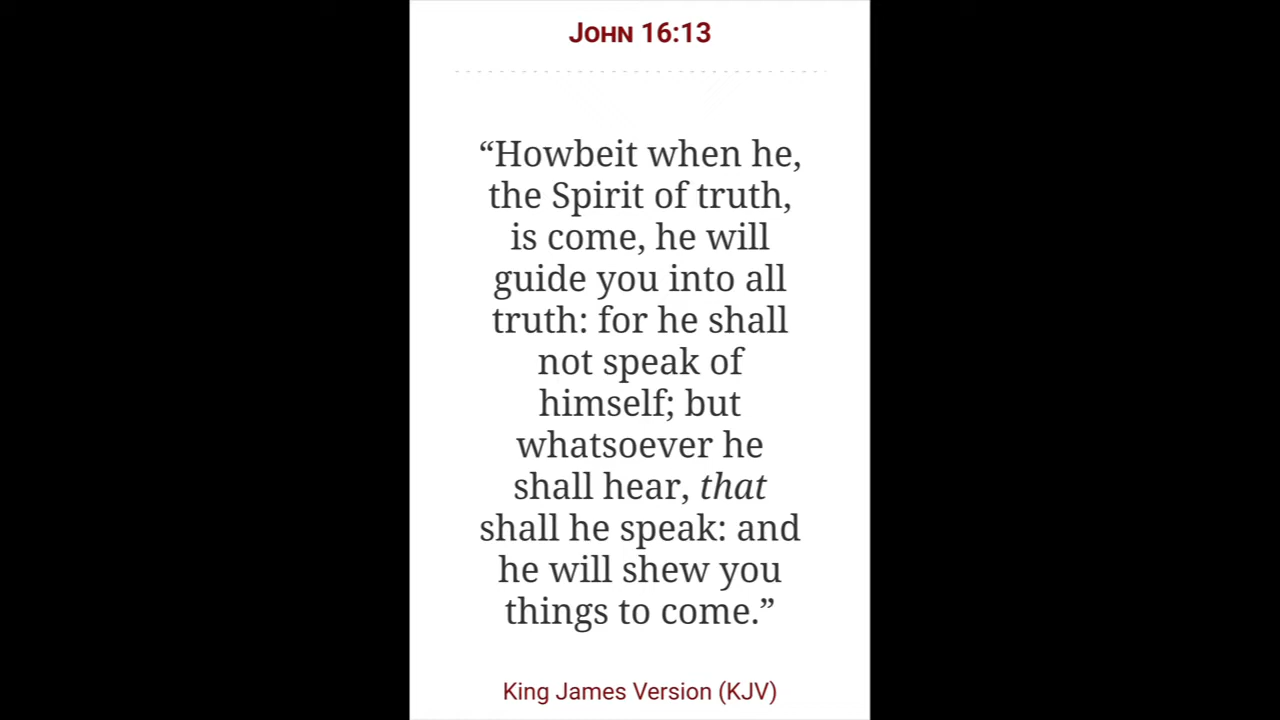 John 16:13
“Howbeit when he,
the Spirit of truth,
is come, he will
guide you into all
truth: for he shall
not speak of
himself; but
whatsoever he
shall hear, that
shall he speak: and
he will shew you
things to come.”
King James Version (KJV)